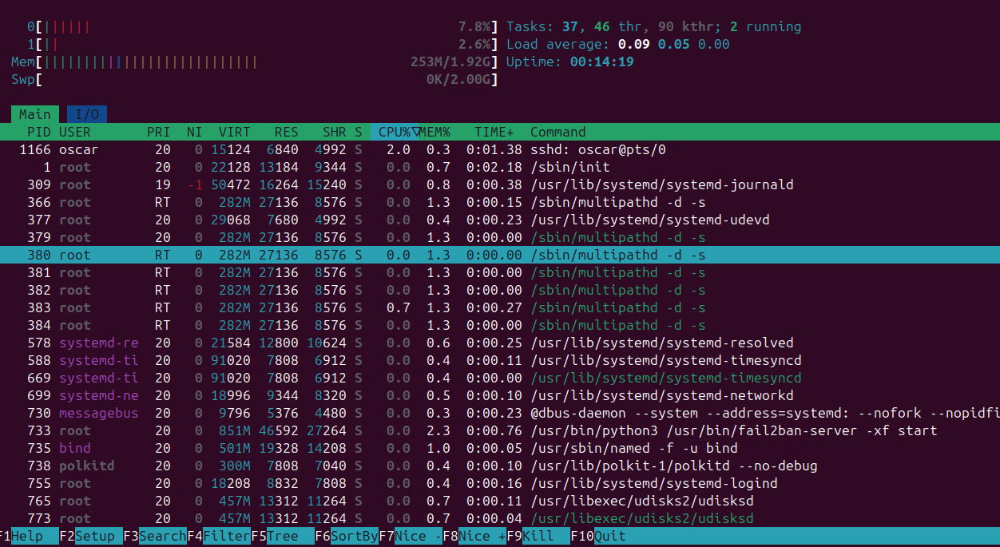 0[|||||| 7.8%] Tasks: 37, 46 thr, 90 kthr; 2 running
1[|| 2.6%] Load average: 0.09 0.05 0.00
Mem[||||||||||||||||||||||||||| 253M/1.92G] Uptime: 00:14:19
Swp[ 0K/2.00G]
Main I/O
PID USER PRI NI VIRT RES SHR S CPU%▽MEM% TIME+ Command
1166 oscar 20 0 15124 6840 4992 S 2.0 0.3 0:01.38 sshd: oscar@pts/0
1 root 20 0 22128 13184 9344 S 0.0 0.7 0:02.18 /sbin/init
309 root 19 -1 50472 16264 15240 S 0.0 0.8 0:00.38 /usr/lib/systemd/systemd-journald
366 root RT 0 282M 27136 8576 S 0.0 1.3 0:00.15 /sbin/multipathd -d -s
377 root 20 0 29068 7680 4992 S 0.0 0.4 0:00.23 /usr/lib/systemd/systemd-udevd
379 root 20 0 282M 27136 8576 S 0.0 1.3 0:00.00 /sbin/multipathd -d -s
380 root RT 0 282M 27136 8576 S 0.0 1.3 0:00.00 /sbin/multipathd -d -s
381 root RT 0 282M 27136 8576 S 0.0 1.3 0:00.00 /sbin/multipathd -d -s
382 root RT 0 282M 27136 8576 S 0.0 1.3 0:00.00 /sbin/multipathd -d -s
383 root RT 0 282M 27136 8576 S 0.7 1.3 0:00.27 /sbin/multipathd -d -s
384 root RT 0 282M 27136 8576 S 0.0 1.3 0:00.00 /sbin/multipathd -d -s
578 systemd-re 20 0 21584 12800 10624 S 0.0 0.6 0:00.25 /usr/lib/systemd/systemd-resolved
588 systemd-ti 20 0 91020 7808 6912 S 0.0 0.4 0:00.11 /usr/lib/systemd/systemd-timesyncd
669 systemd-ti 20 0 91020 7808 6912 S 0.0 0.4 0:00.00 /usr/lib/systemd/systemd-timesyncd
699 systemd-ne 20 0 18996 9344 8320 S 0.0 0.5 0:00.10 /usr/lib/systemd/systemd-networkd
730 messagebus 20 0 9796 5376 4480 S 0.0 0.3 0:00.23 @dbus-daemon --system --address=systemd: --nofork --nopidfi
733 root 20 0 851M 46592 27264 S 0.0 2.3 0:00.76 /usr/bin/python3 /usr/bin/fail2ban-server -xf start
735 bind 20 0 501M 19328 14208 S 0.0 1.0 0:00.05 /usr/sbin/named -f -u bind
738 polkitd 20 0 300M 7808 7040 S 0.0 0.4 0:00.10 /usr/lib/polkit-1/polkitd --no-debug
755 root 20 0 18208 8832 7808 S 0.0 0.4 0:00.16 /usr/lib/systemd/systemd-logind
765 root 20 0 457M 13312 11264 S 0.0 0.7 0:00.11 /usr/libexec/udisks2/udisksd
773 root 20 0 457M 13312 11264 S 0.0 0.7 0:00.04 /usr/libexec/udisks2/udisksd
F1Help F2Setup F3SearchF4FilterF5Tree F6SortByF7Nice -F8Nice +F9Kill F10Quit